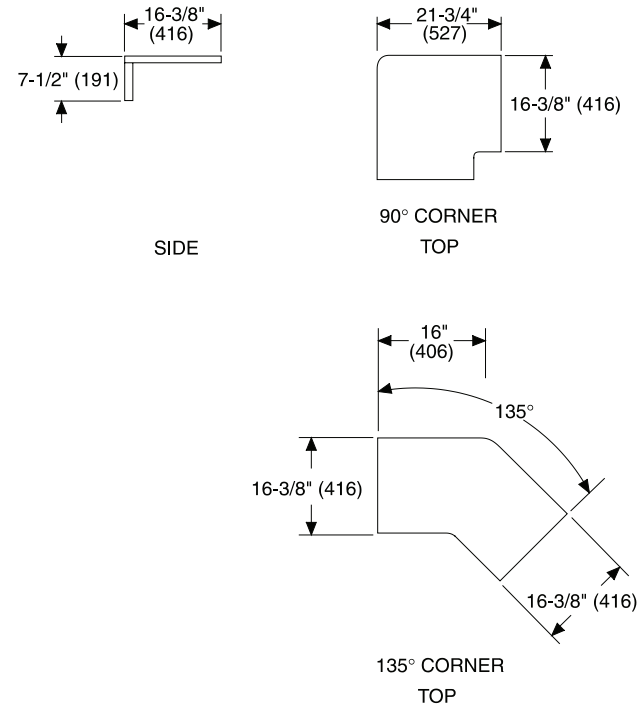 16-3/8"
(416)
7-1/2" (191)
SIDE
21-3/4"
(527)
16-3/8" (416)
90° CORNER
TOP
16"
(406)
135°
16-3/8" (416)
16-3/8" (416)
135° CORNER
TOP